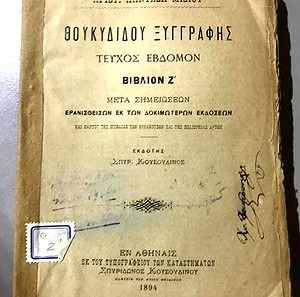 ΘΟΥΚΥΔΙΔΟΥ ΞΥΓΓΡΑΦΗΣ
ΤΕΥΧΟΣ ΕΒΔΟΜΟΝ
ΒΙΒΛΙΟΝ Ζ'
ΜΕΤΑ ΣΗΜΕΙΩΣΕΩΝ
ΕΡΑΝΙΣΘΕΙΣΩΝ ΕΚ ΤΩΝ ΔΟΚΙΜΩΤΕΡΩΝ ΕΚΔΟΣΕΩΝ
ΕΚΔΟΤΗΣ
ΣΠΥΡ. ΚΟΥΣΟΥΛΙΝΟΣ
ΕΝ ΑΘΗΝΑΙΣ
ΕΚ ΤΟΥ ΤΥΠΟΓΡΑΦΕΙΟΥ ΤΩΝ ΚΑΤΑΣΤΗΜΑΤΩΝ
ΣΠΥΡΙΔΩΝΟΣ ΚΟΥΣΟΥΛΙΝΟΥ
1894